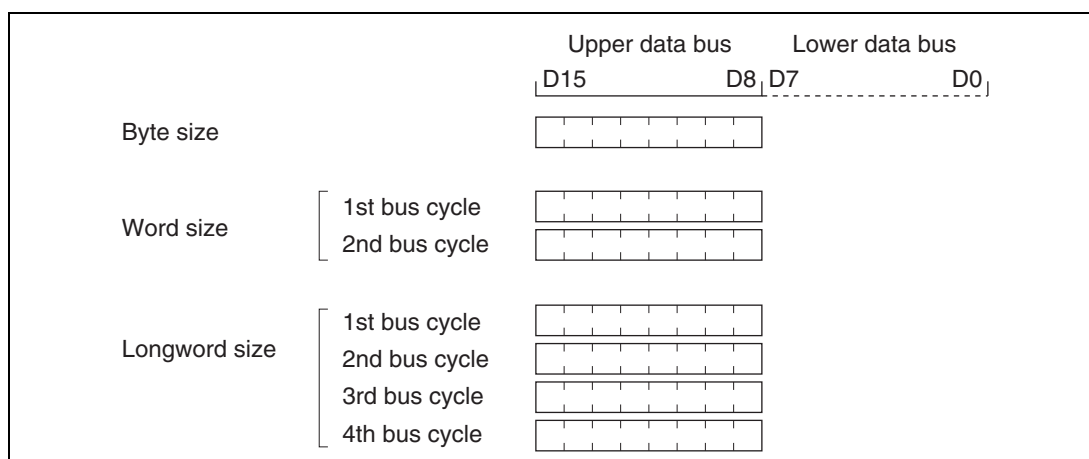 Upper data bus Lower data bus
D15 D8 D7 D0
Byte size
Word size
1st bus cycle
2nd bus cycle
Longword size
1st bus cycle
2nd bus cycle
3rd bus cycle
4th bus cycle